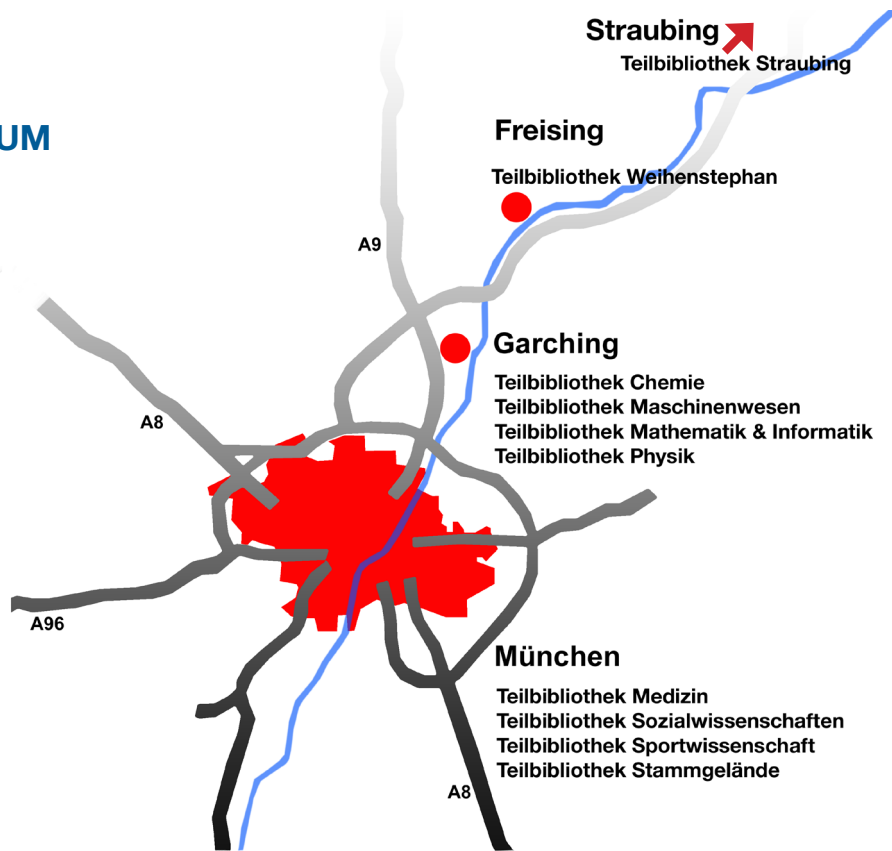 Straubing
Teilbibliothek Straubing
UM
Freising
Teilbibliothek Weihenstephan
A9
Garching
Teilbibliothek Chemie
Teilbibliothek Maschinenwesen
Teilbibliothek Mathematik & Informatik
Teilbibliothek Physik
A8
A96
München
Teilbibliothek Medizin
Teilbibliothek Sozialwissenschaften
Teilbibliothek Sportwissenschaft
Teilbibliothek Stammgelände
A8